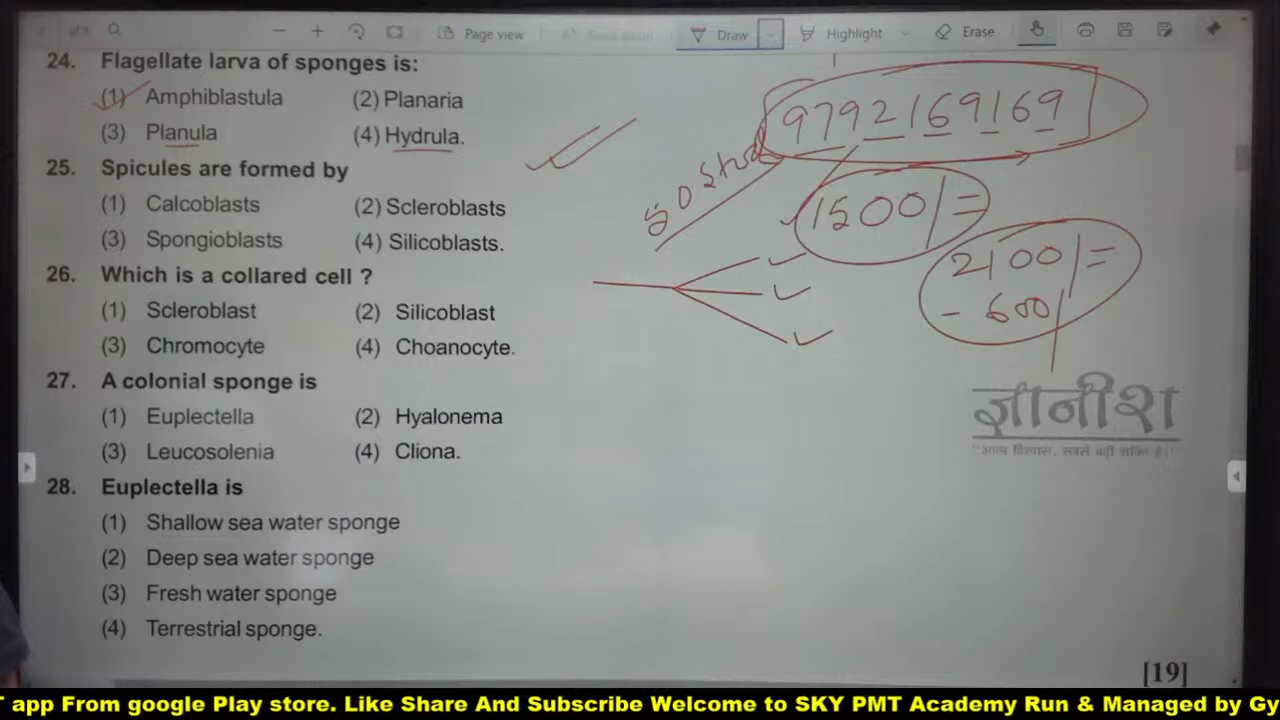 Page view
Draw
Highlight
Erase
24. Flagellate larva of sponges is:
(1) Amphiblastula (2) Planaria
(3) Planula (4) Hydrula.
25. Spicules are formed by
(1) Calcoblasts (2) Scleroblasts
(3) Spongioblasts (4) Silicoblasts.
26. Which is a collared cell ?
(1) Scleroblast (2) Silicoblast
(3) Chromocyte (4) Choanocyte.
27. A colonial sponge is
(1) Euplectella (2) Hyalonema
(3) Leucosolenia (4) Cliona.
28. Euplectella is
(1) Shallow sea water sponge
(2) Deep sea water sponge
(3) Fresh water sponge
(4) Terrestrial sponge.
9792169169
50
1500/=
2100/=
- 600/
ज्ञानीश
"आत्म विश्वास, सबसे बड़ी शक्ति है।"
[19]
T app From google Play store. Like Share And Subscribe Welcome to SKY PMT Academy Run & Managed by Gy